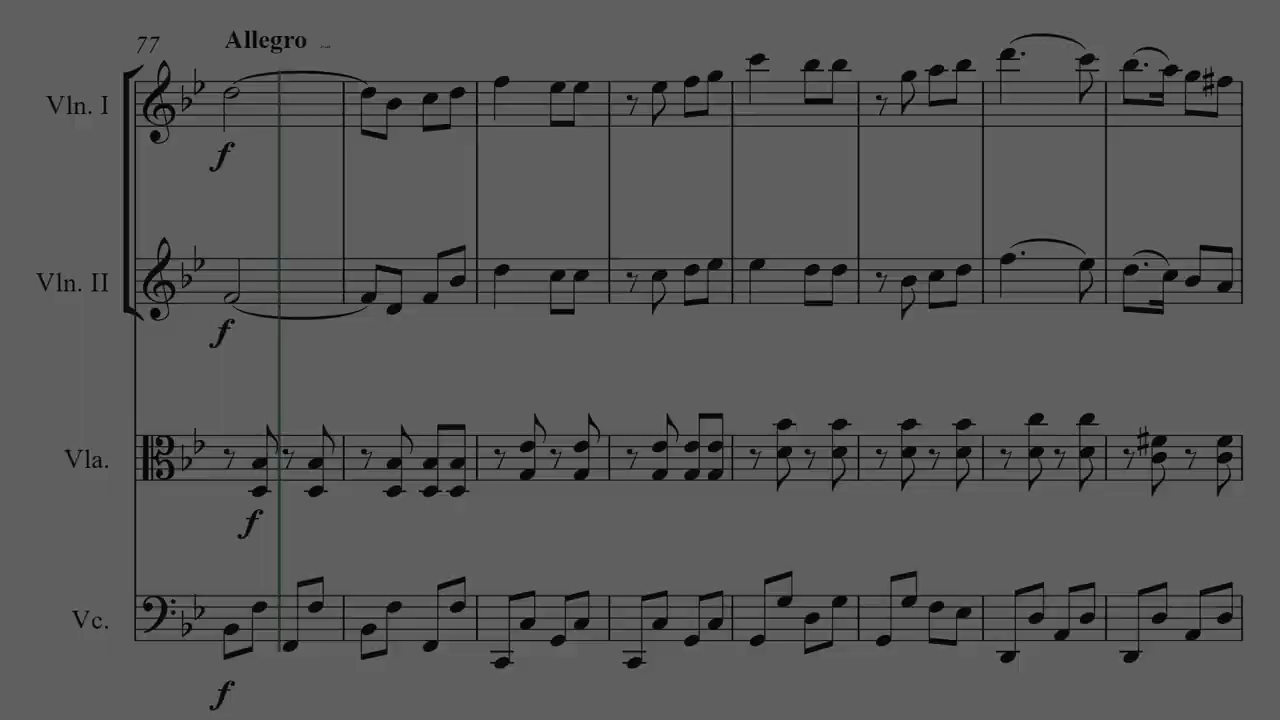 77
Allegro
Vln. I
f
Vln. II
f
Vla.
f
Vc.
f